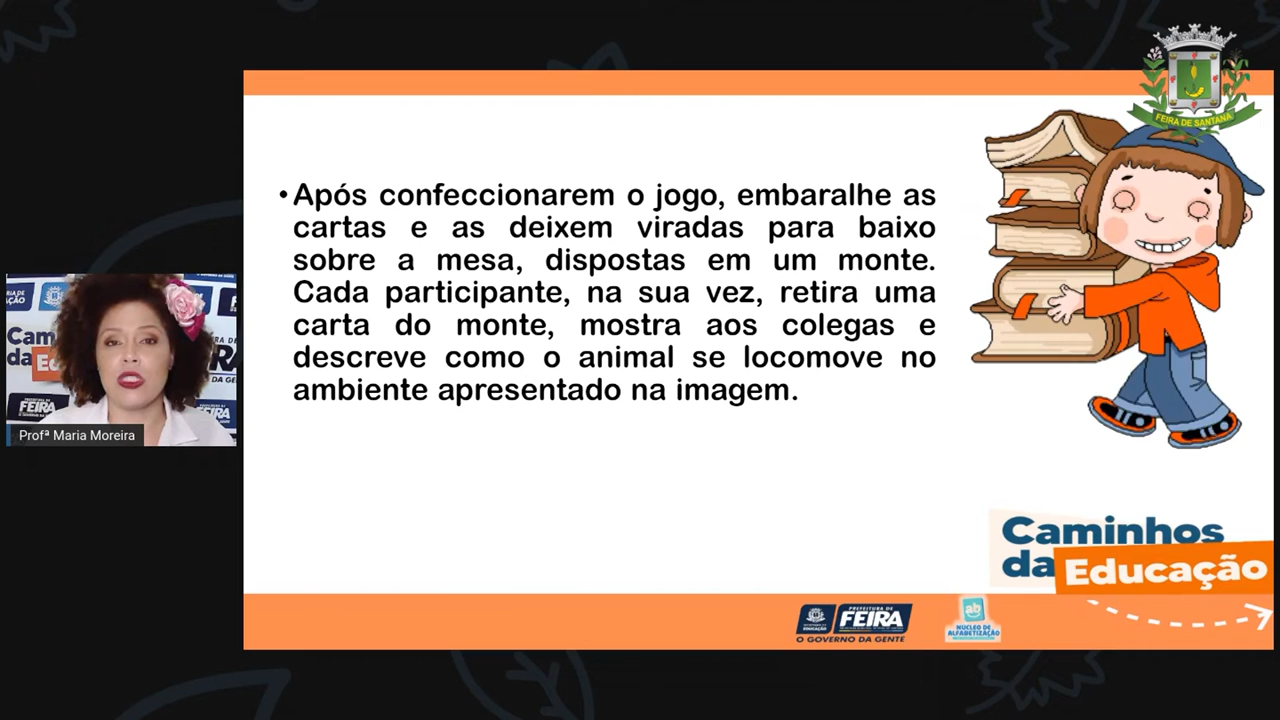 FEIRA DE SANTANA
• Após confeccionarem o jogo, embaralhe as
cartas e as deixem viradas para baixo
sobre a mesa, dispostas em um monte.
Cada participante, na sua vez, retira uma
carta do monte, mostra aos colegas e
descreve como o animal se locomove no
ambiente apresentado na imagem.
Profª Maria Moreira
Caminhos
da Educação
PREFEITURA DE
FEIRA
EDUCAÇÃO
O GOVERNO DA GENTE
ab
NÚCLEO DE
ALFABETIZAÇÃO